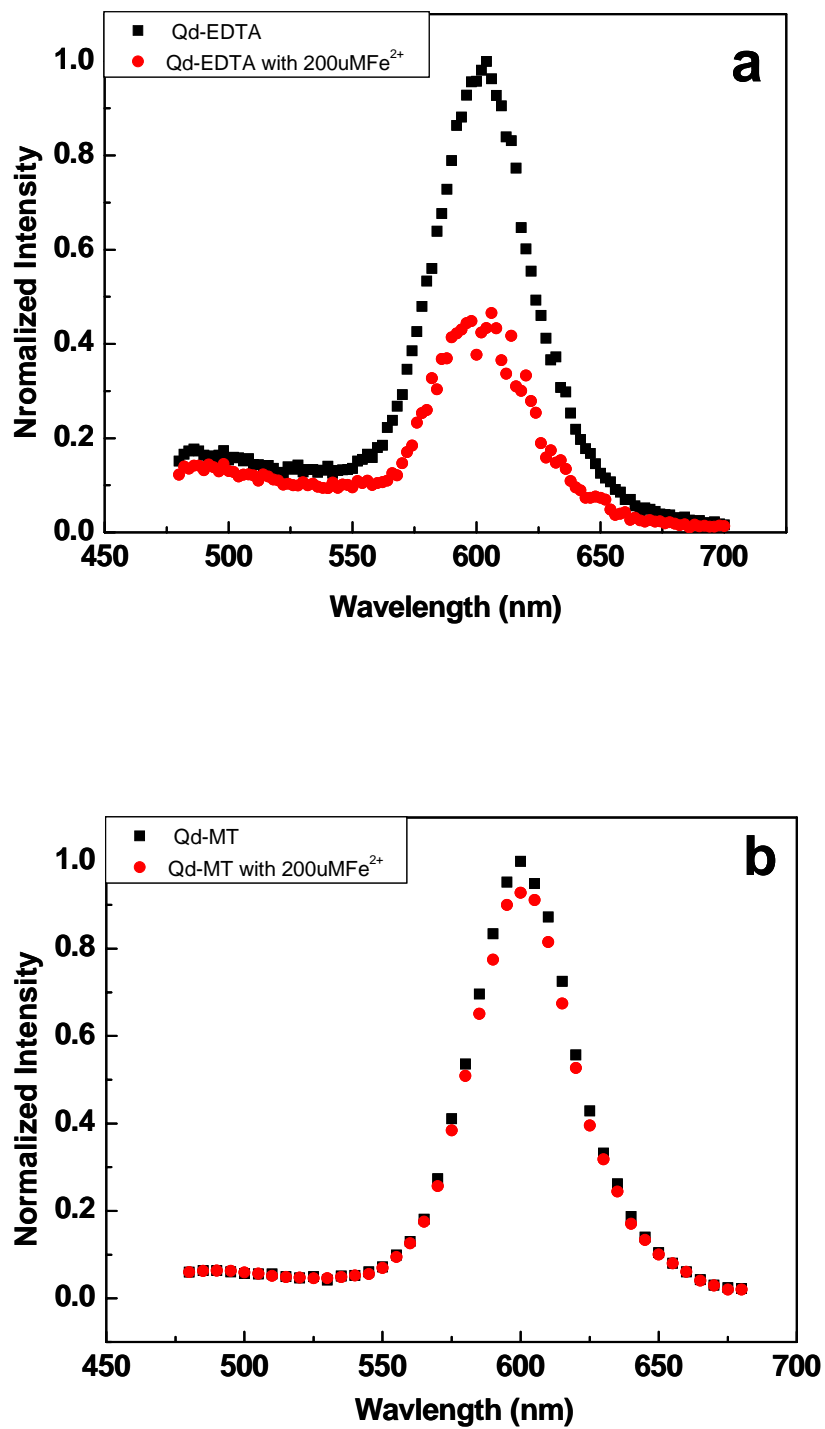 Qd-EDTA
Qd-EDTA with 200uMFe²⁺
a
1.0
0.8
0.6
0.4
0.2
0.0
Nromalized Intensity
450 500 550 600 650 700
Wavelength (nm)
Qd-MT
Qd-MT with 200uMFe²⁺
b
1.0
0.8
0.6
0.4
0.2
0.0
Normalized Intensity
450 500 550 600 650 700
Wavlength (nm)